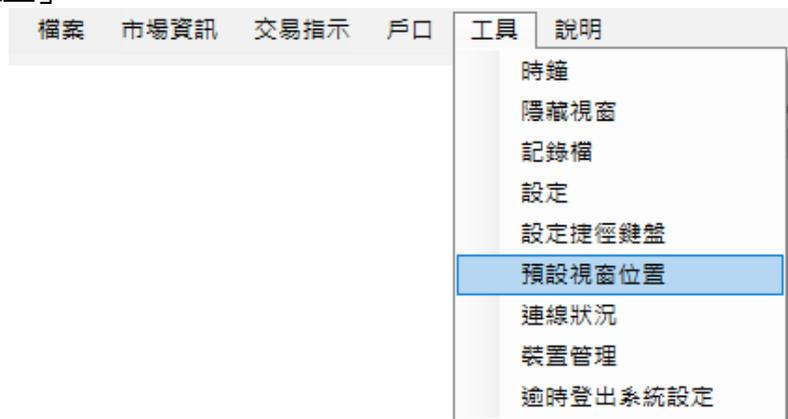 檔案 市場資訊 交易指示 戶口 工具 說明
時鐘
隱藏視窗
記錄檔
設定
設定捷徑鍵盤
預設視窗位置
連線狀況
裝置管理
逾時登出系統設定